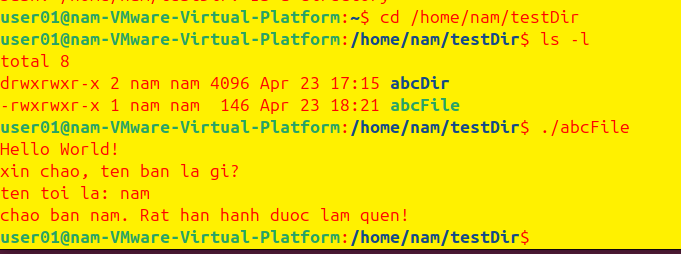 user01@nam-VMware-Virtual-Platform:~$ cd /home/nam/testDir
user01@nam-VMware-Virtual-Platform:/home/nam/testDir$ ls -l
total 8
drwxrwxr-x 2 nam nam 4096 Apr 23 17:15 abcDir
-rwxrwxr-x 1 nam nam  146 Apr 23 18:21 abcFile
user01@nam-VMware-Virtual-Platform:/home/nam/testDir$ ./abcFile
Hello World!
xin chao, ten ban la gi?
ten toi la: nam
chao ban nam. Rat han hanh duoc lam quen!
user01@nam-VMware-Virtual-Platform:/home/nam/testDir$